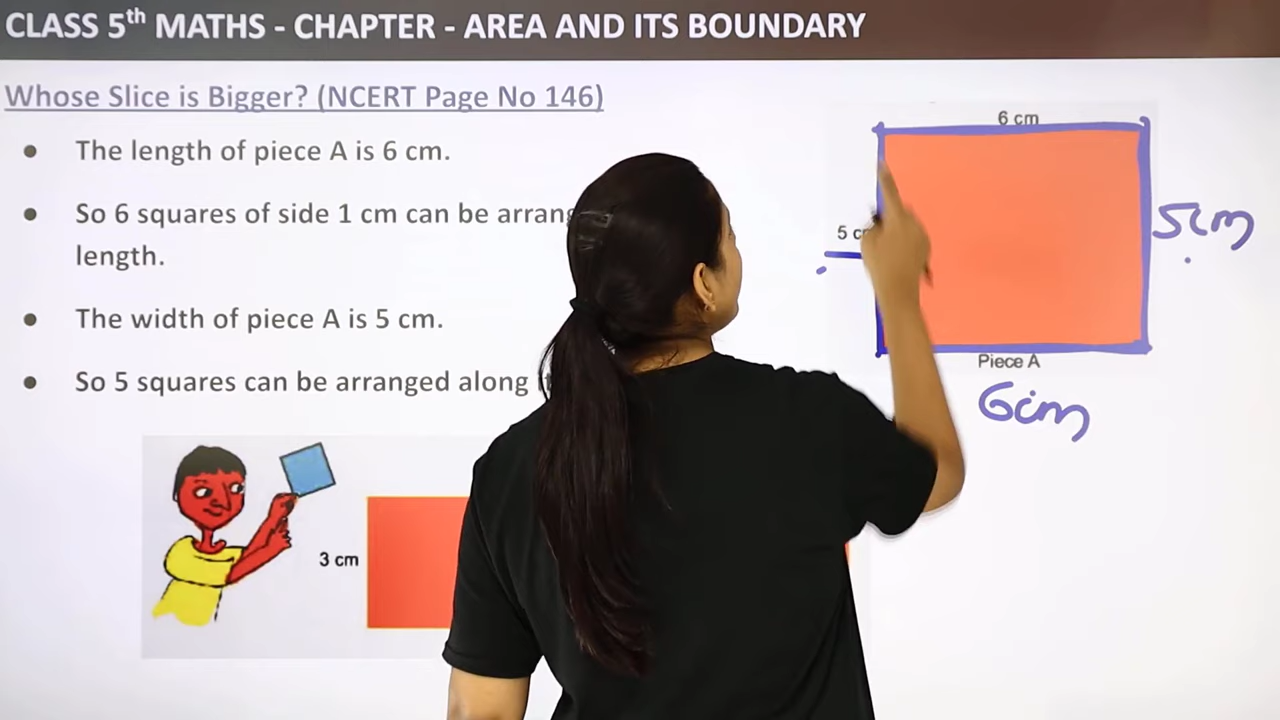 CLASS 5th MATHS - CHAPTER - AREA AND ITS BOUNDARY
Whose Slice is Bigger? (NCERT Page No 146)
● The length of piece A is 6 cm.
● So 6 squares of side 1 cm can be
length.
● The width of piece A is 5 cm.
● So 5 squares can be arranged along
6 cm
5
5cm
Piece A
6cm
3 cm